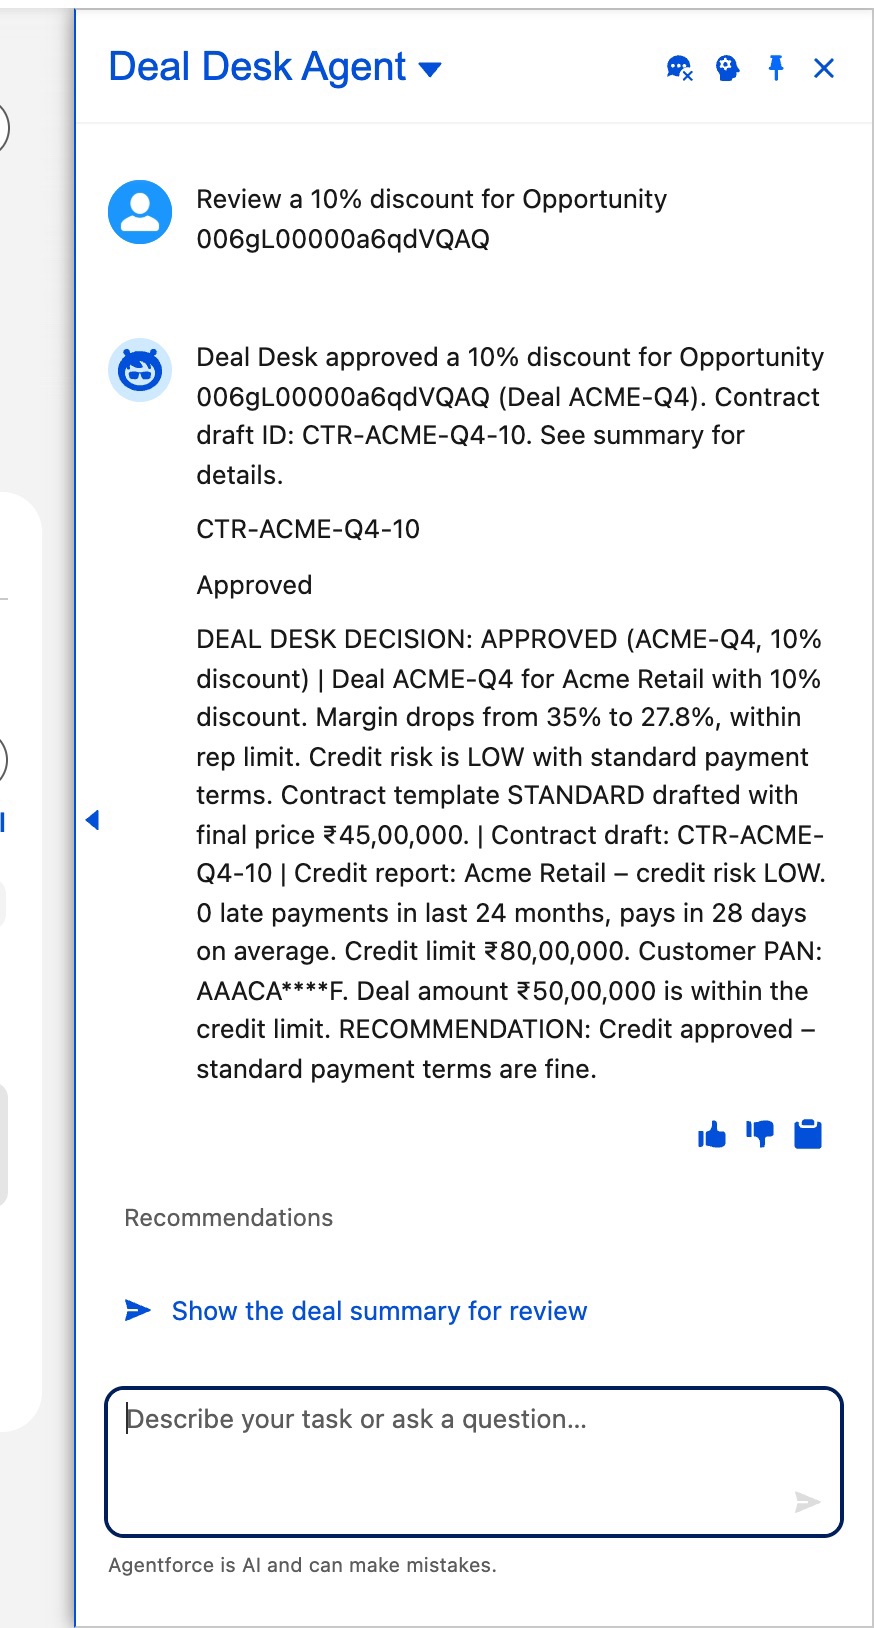 Deal Desk Agent
Review a 10% discount for Opportunity
006gL00000a6qdVQAQ
Deal Desk approved a 10% discount for Opportunity
006gL00000a6qdVQAQ (Deal ACME-Q4). Contract
draft ID: CTR-ACME-Q4-10. See summary for
details.
CTR-ACME-Q4-10
Approved
DEAL DESK DECISION: APPROVED (ACME-Q4, 10%
discount) | Deal ACME-Q4 for Acme Retail with 10%
discount. Margin drops from 35% to 27.8%, within
rep limit. Credit risk is LOW with standard payment
terms. Contract template STANDARD drafted with
final price ₹45,00,000. | Contract draft: CTR-ACME-
Q4-10 | Credit report: Acme Retail – credit risk LOW.
0 late payments in last 24 months, pays in 28 days
on average. Credit limit ₹80,00,000. Customer PAN:
AAACA****F. Deal amount ₹50,00,000 is within the
credit limit. RECOMMENDATION: Credit approved –
standard payment terms are fine.
Recommendations
Show the deal summary for review
Describe your task or ask a question...
Agentforce is AI and can make mistakes.